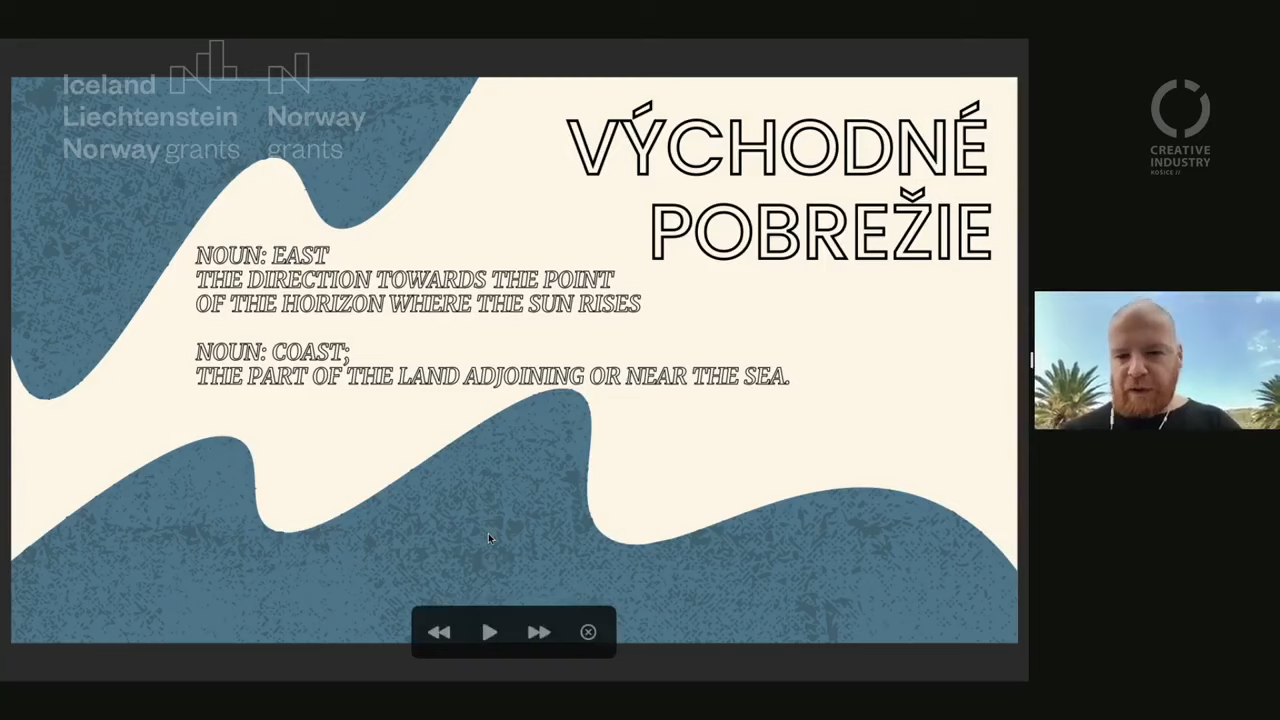 Iceland
Liechtenstein
Norway grants
Norway
grants
VÝCHODNÉ
POBREŽIE
NOUN: EAST
THE DIRECTION TOWARDS THE POINT
OF THE HORIZON WHERE THE SUN RISES
NOUN: COAST;
THE PART OF THE LAND ADJOINING OR NEAR THE SEA.
CREATIVE
INDUSTRY
KOŠICE //